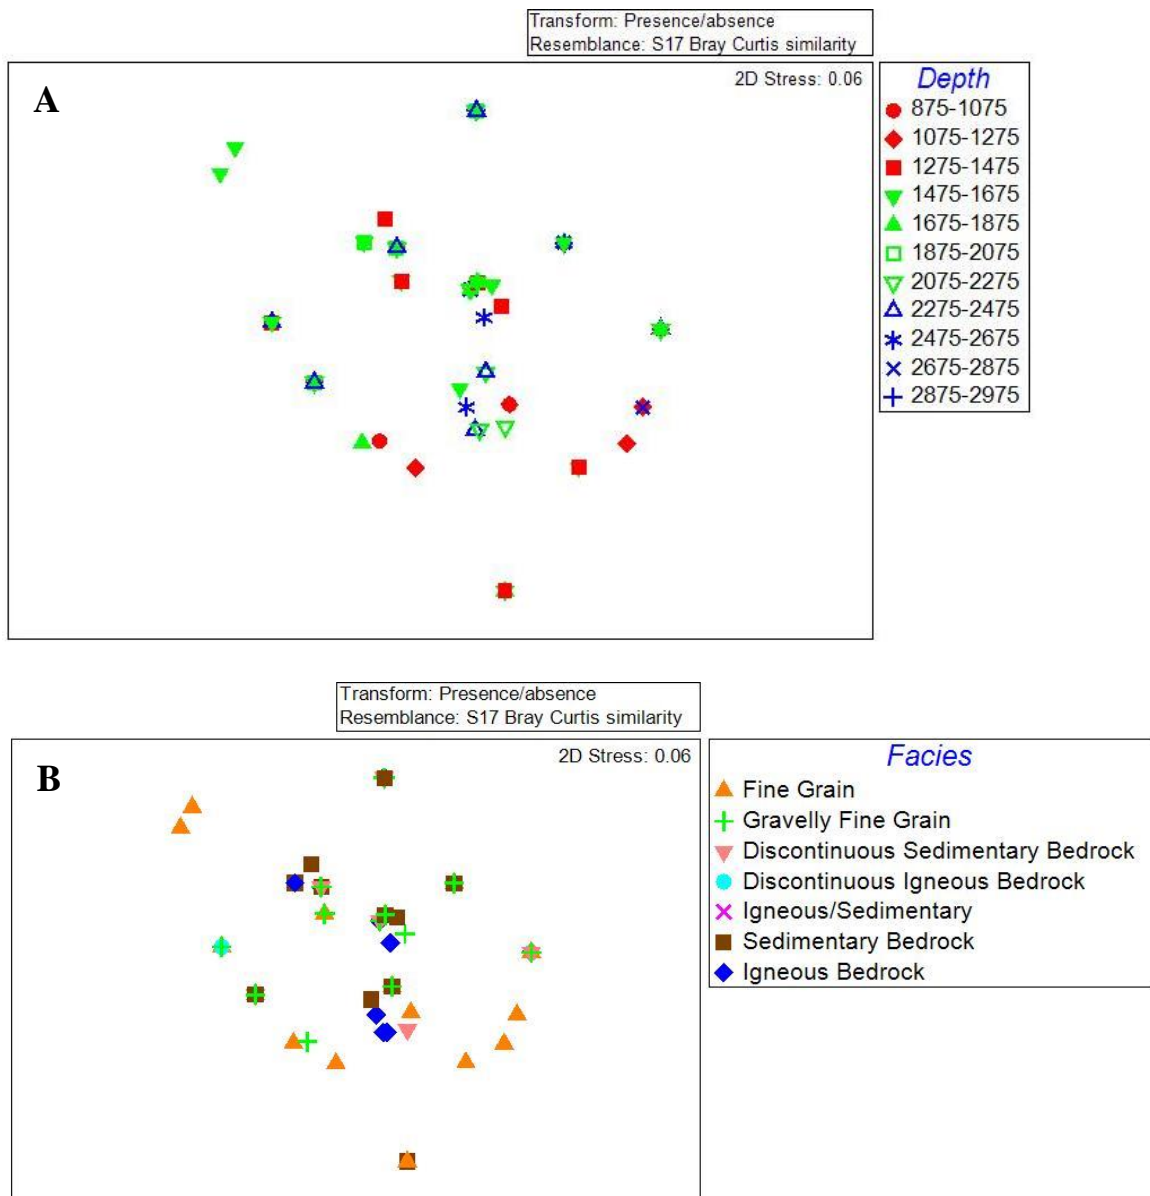 Transform: Presence/absence
Resemblance: S17 Bray Curtis similarity
A
2D Stress: 0.06
Depth
875-1075
1075-1275
1275-1475
1475-1675
1675-1875
1875-2075
2075-2275
2275-2475
2475-2675
2675-2875
2875-2975
Transform: Presence/absence
Resemblance: S17 Bray Curtis similarity
B
2D Stress: 0.06
Facies
Fine Grain
Gravelly Fine Grain
Discontinuous Sedimentary Bedrock
Discontinuous Igneous Bedrock
Igneous/Sedimentary
Sedimentary Bedrock
Igneous Bedrock